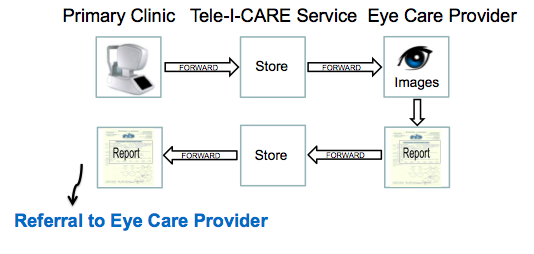 Primary Clinic Tele-I-CARE Service Eye Care Provider
FORWARD Store FORWARD
Images
Report FORWARD Store FORWARD Report
Referral to Eye Care Provider